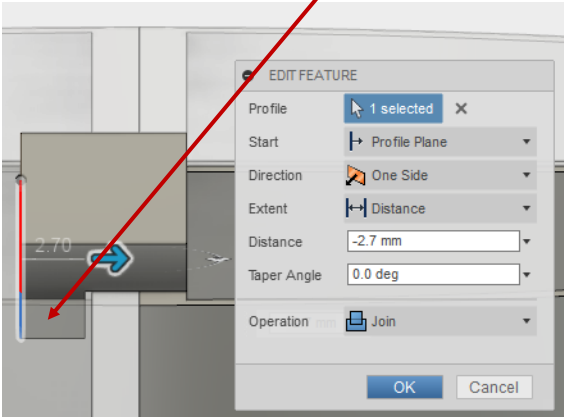 EDIT FEATURE
Profile 1 selected
Start Profile Plane
Direction One Side
Extent Distance
Distance -2.7 mm
Taper Angle 0.0 deg
Operation Join
OK Cancel
2.70